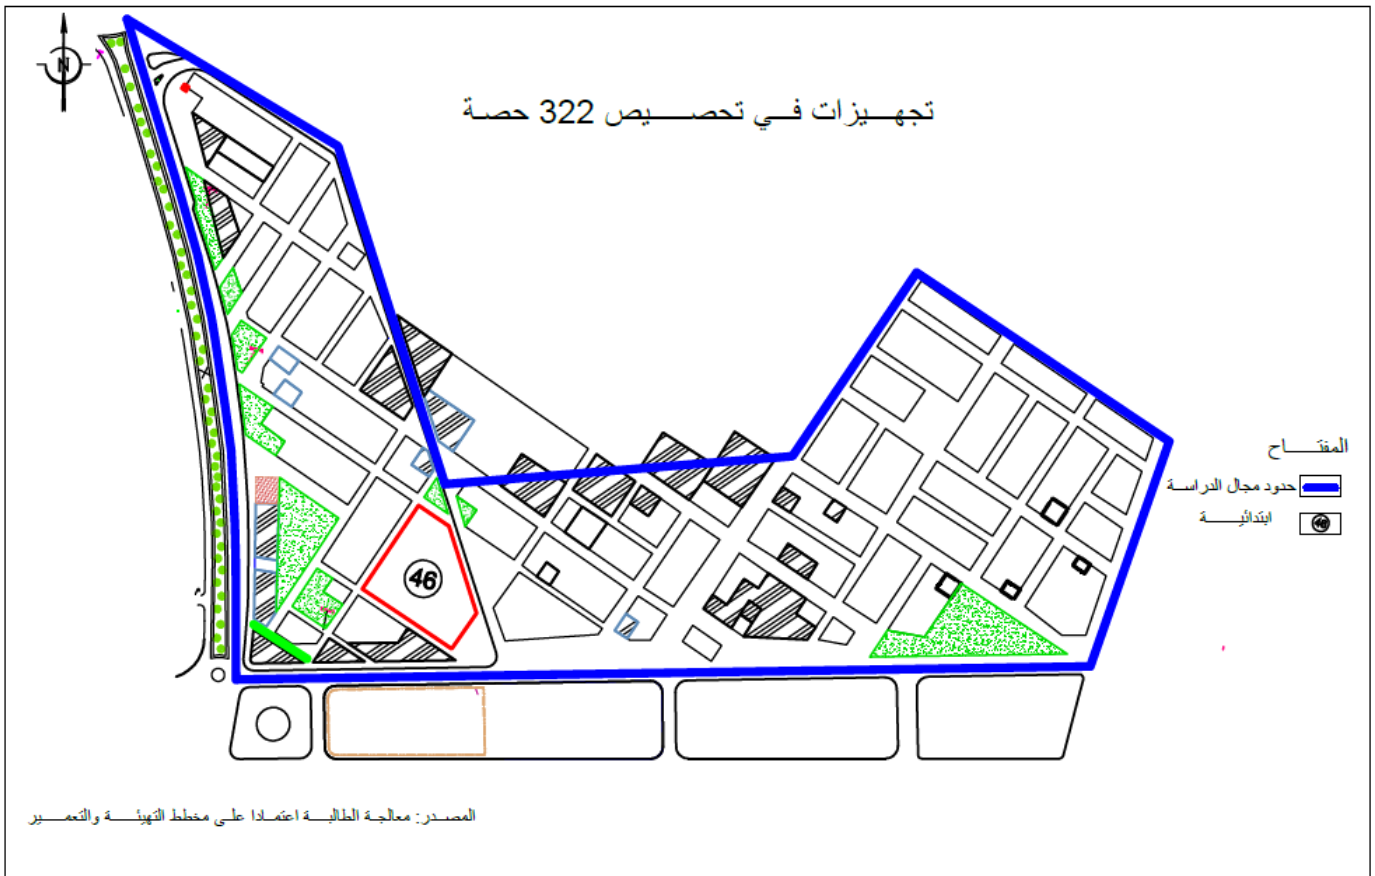 N
تجهيزات في تحصيص 322 حصة
المفتاح
حدود مجال الدراسة
46 ابتدائية
46
المصدر: معالجة الطالبة اعتمادا على مخطط التهيئة والتعمير